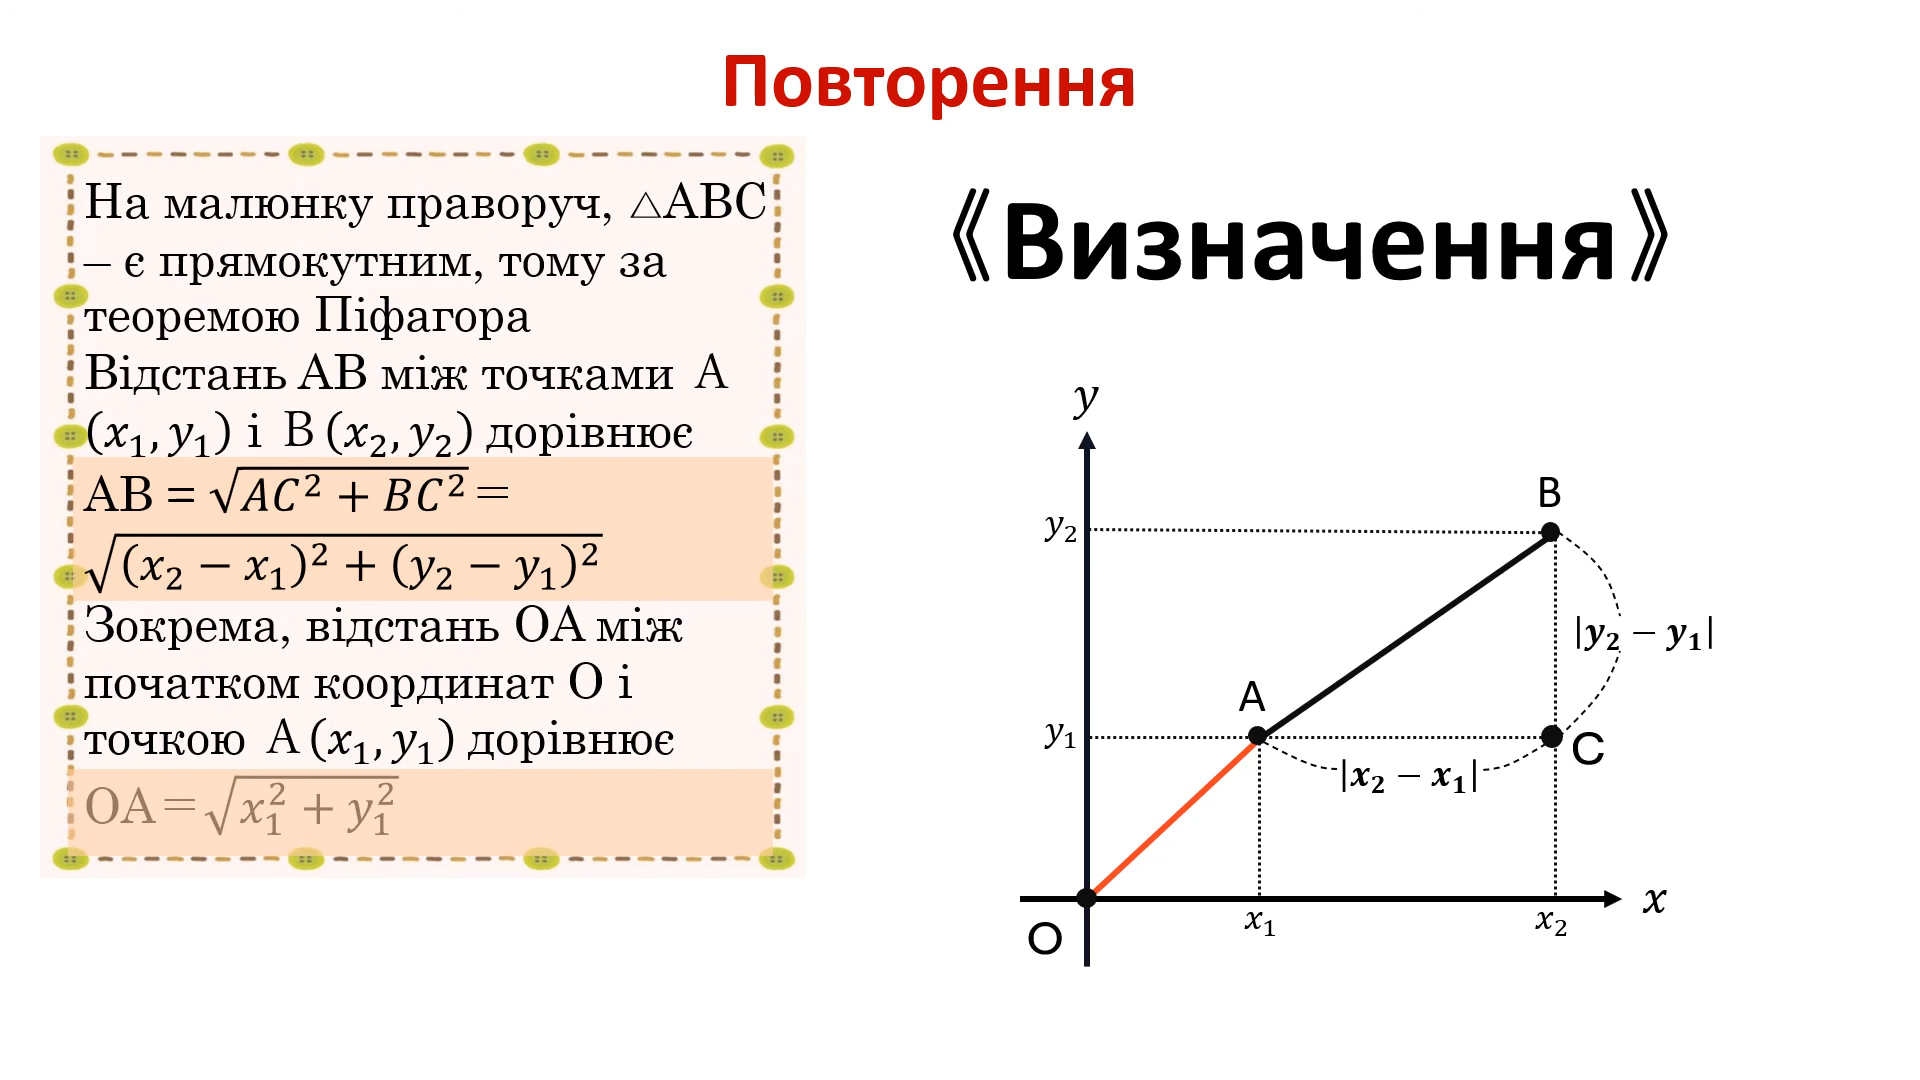 Повторення
На малюнку праворуч, △ABC
– є прямокутним, тому за
теоремою Піфагора
Відстань AB між точками A
(x₁, y₁) і B (x₂, y₂) дорівнює
AB = √(AC² + BC²) =
√((x₂ − x₁)² + (y₂ − y₁)²)
Зокрема, відстань OA між
початком координат O і
точкою A (x₁, y₁) дорівнює
OA = √(x₁² + y₁²)
《Визначення》
y
B
y₂
|y₂ − y₁|
A
y₁
C
|x₂ − x₁|
x
x₁
x₂
O